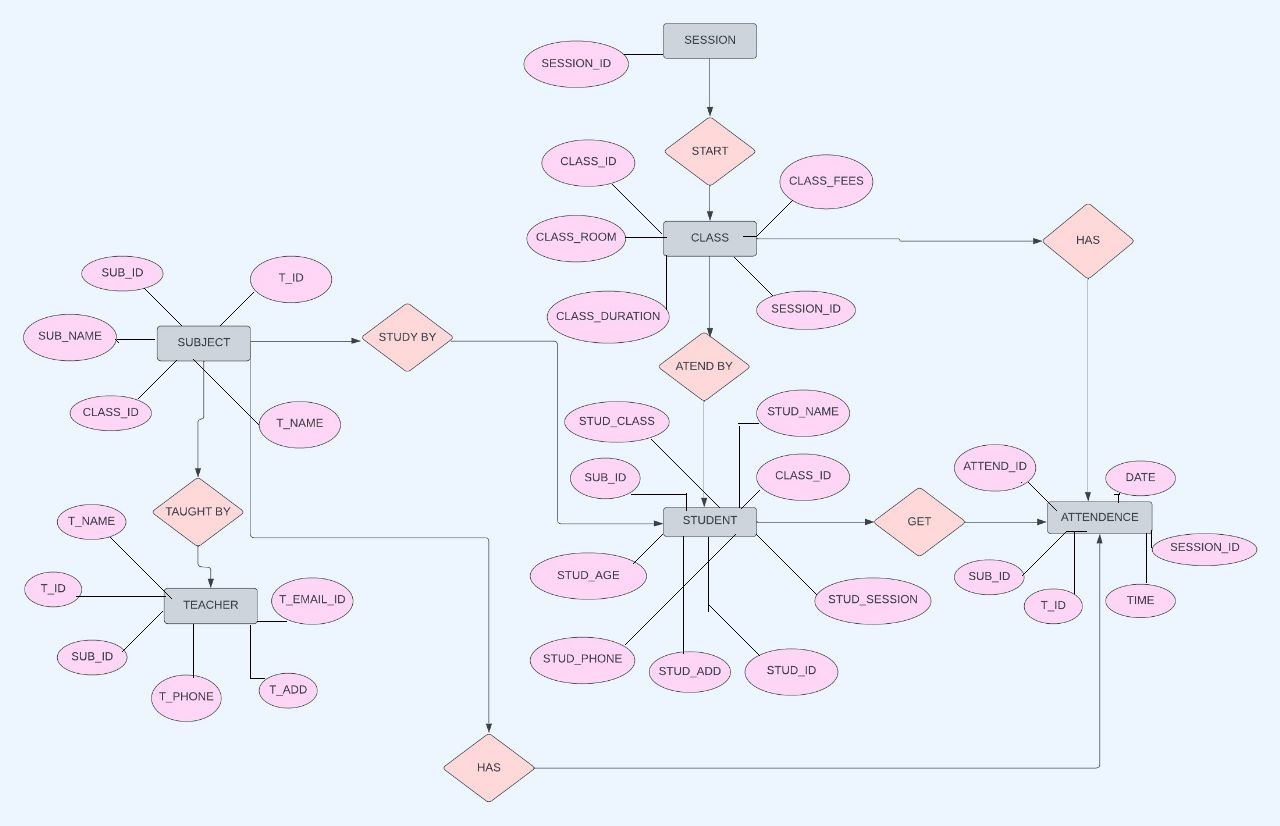 SESSION
SESSION_ID
START
CLASS_ID
CLASS_FEES
CLASS_ROOM
CLASS
HAS
SUB_ID
T_ID
CLASS_DURATION
SESSION_ID
SUB_NAME
SUBJECT
STUDY BY
ATEND BY
CLASS_ID
T_NAME
STUD_CLASS
STUD_NAME
SUB_ID
CLASS_ID
ATTEND_ID
DATE
TAUGHT BY
T_NAME
STUDENT
GET
ATTENDENCE
SESSION_ID
STUD_AGE
SUB_ID
T_ID
TEACHER
T_EMAIL_ID
STUD_SESSION
T_ID
TIME
SUB_ID
STUD_PHONE
STUD_ADD
STUD_ID
T_PHONE
T_ADD
HAS